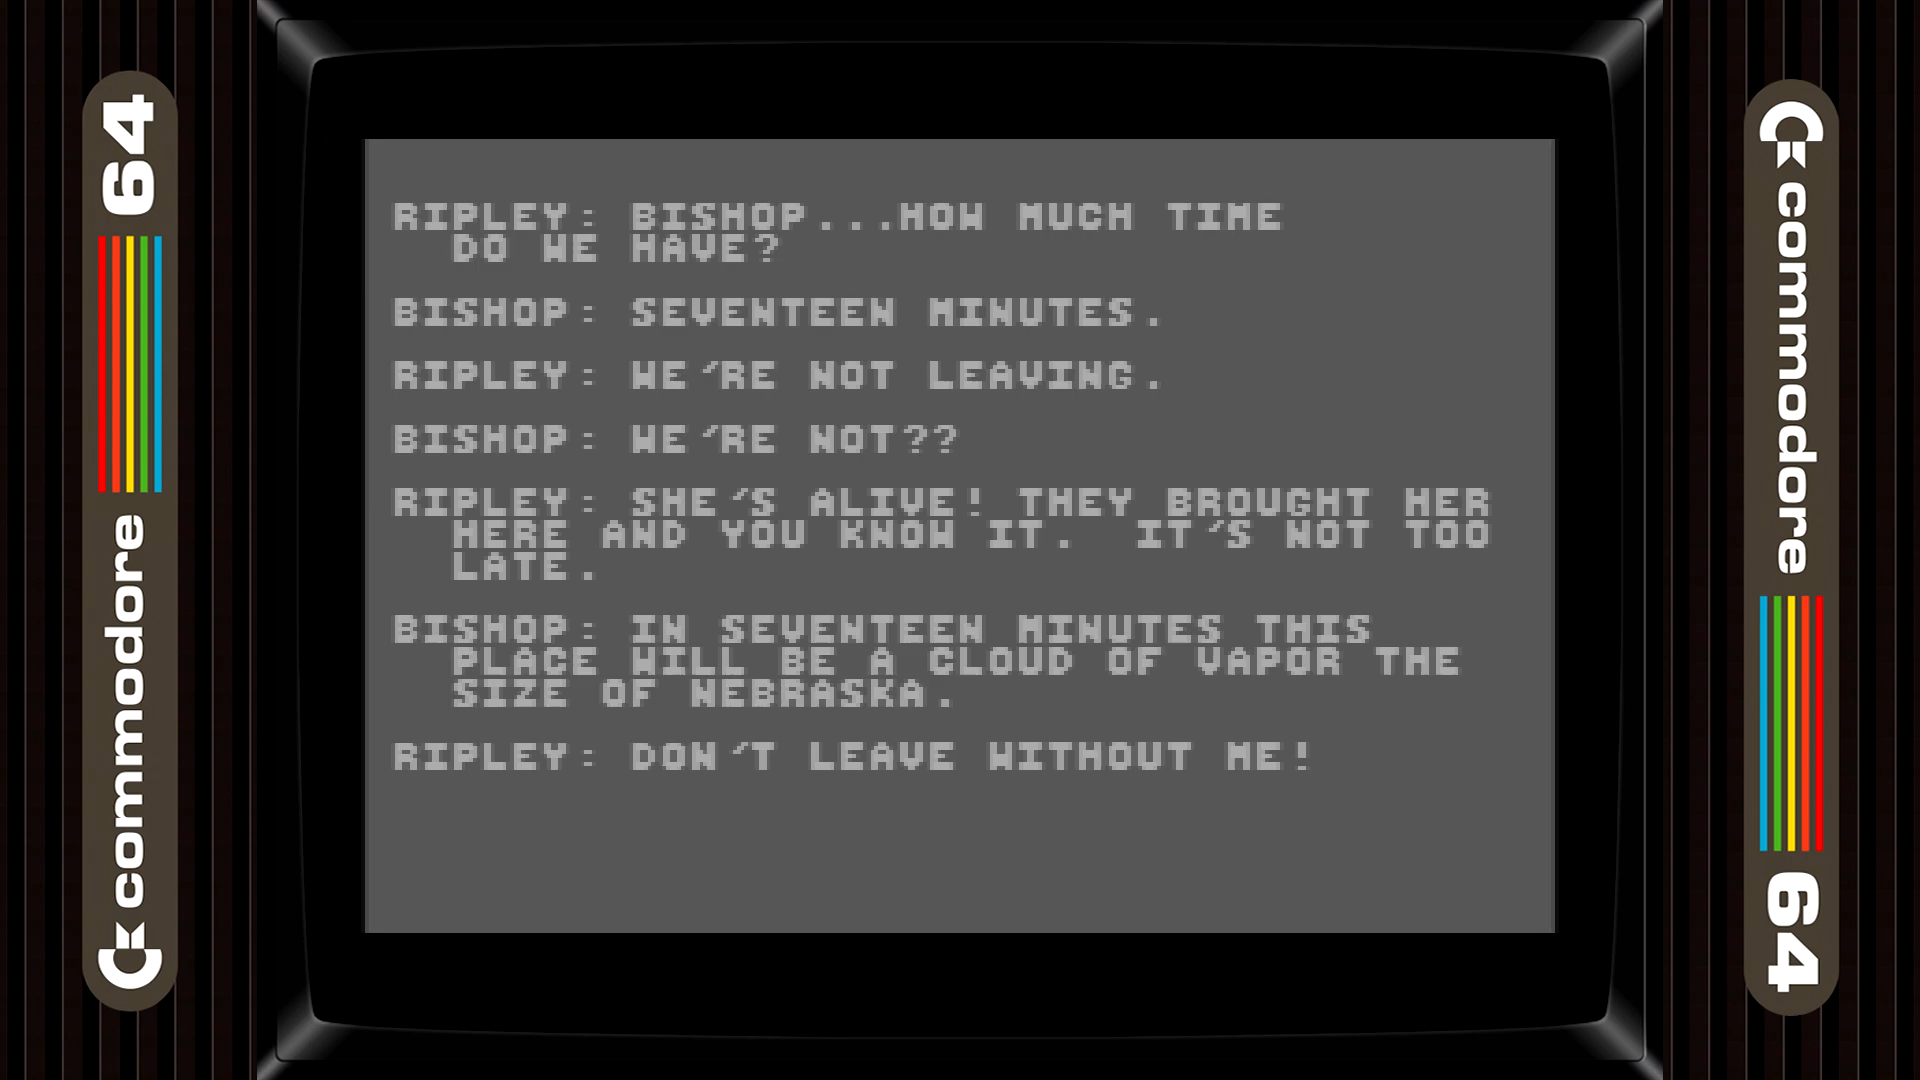 commodore 64
RIPLEY: BISHOP...HOW MUCH TIME
DO WE HAVE?
BISHOP: SEVENTEEN MINUTES.
RIPLEY: WE'RE NOT LEAVING.
BISHOP: WE'RE NOT??
RIPLEY: SHE'S ALIVE! THEY BROUGHT HER
HERE AND YOU KNOW IT.  IT'S NOT TOO
LATE.
BISHOP: IN SEVENTEEN MINUTES THIS
PLACE WILL BE A CLOUD OF VAPOR THE
SIZE OF NEBRASKA.
RIPLEY: DON'T LEAVE WITHOUT ME!
commodore 64